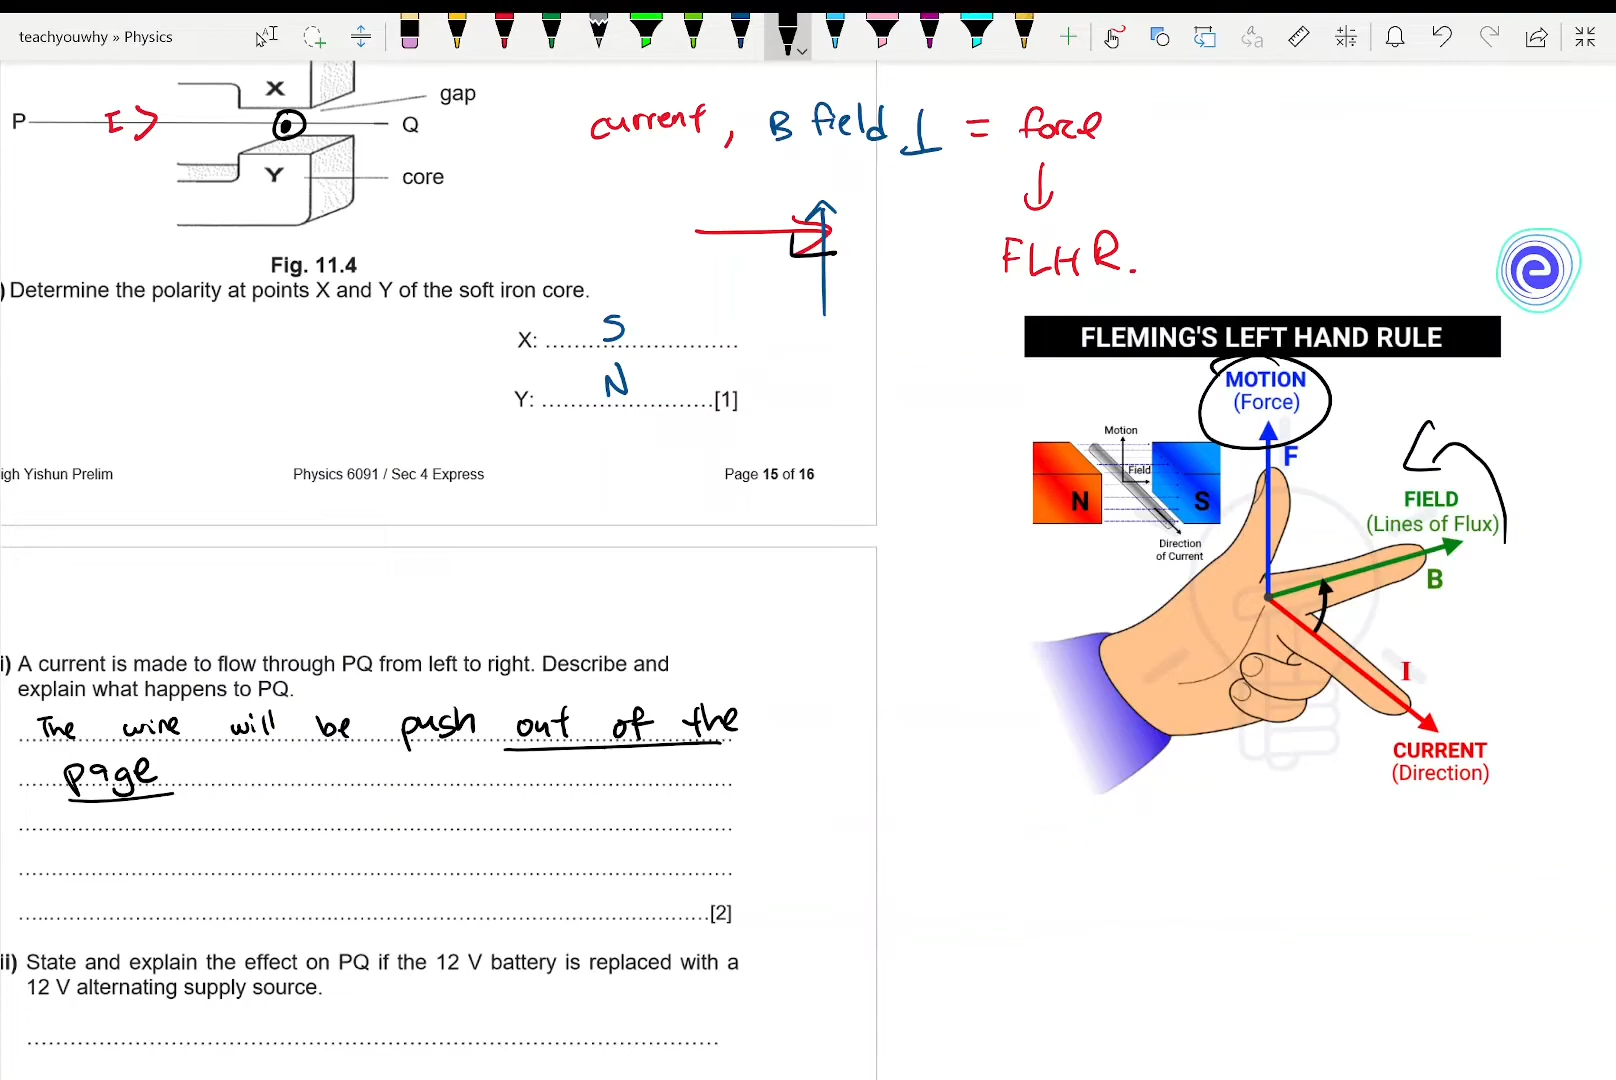 teachyouwhy » Physics
X
gap
P
I
Q
Y
core
Fig. 11.4
) Determine the polarity at points X and Y of the soft iron core.
X: .................................. S
Y: .............................. N [1]
igh Yishun Prelim
Physics 6091 / Sec 4 Express
Page 15 of 16
i) A current is made to flow through PQ from left to right. Describe and
explain what happens to PQ.
The wire will be push out of the
page
[2]
ii) State and explain the effect on PQ if the 12 V battery is replaced with a
12 V alternating supply source.
current, B field ⊥ = force
↓
FLHR.
e
FLEMING'S LEFT HAND RULE
MOTION
(Force)
F
Motion
Field
N
S
Direction
of Current
FIELD
(Lines of Flux)
B
I
CURRENT
(Direction)